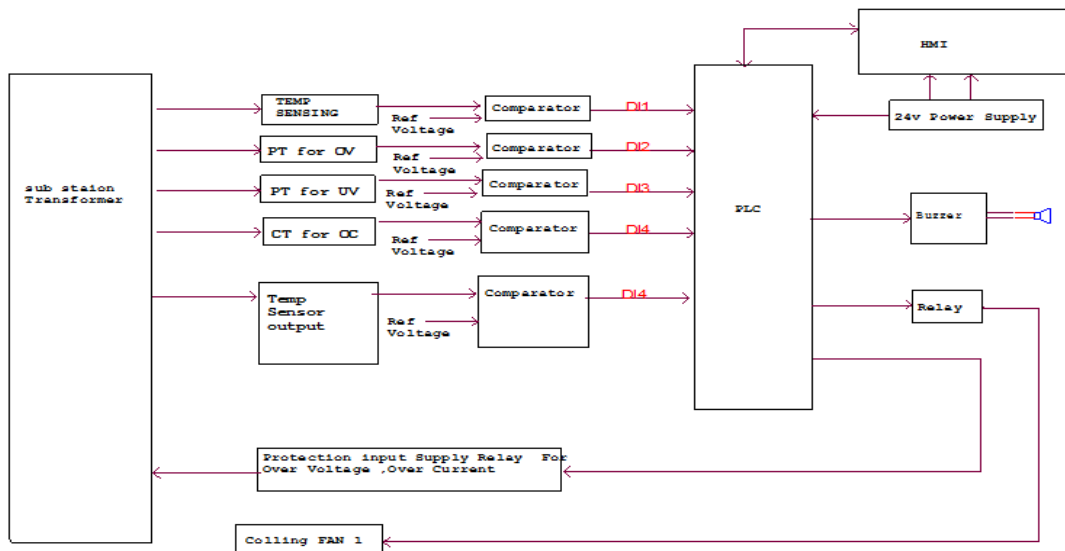 HMI
TEMP
SENSING
Comparator
DI1
Ref
Voltage
24v Power Supply
PT for OV
Comparator
DI2
Ref
Voltage
sub staion
Transformer
PT for UV
Comparator
DI3
Ref
Voltage
PLC
Buzzer
CT for OC
Comparator
DI4
Ref
Voltage
Temp
Sensor
output
Comparator
DI4
Ref
Voltage
Relay
Protection input Supply Relay For
Over Voltage ,Over Current
Colling FAN 1